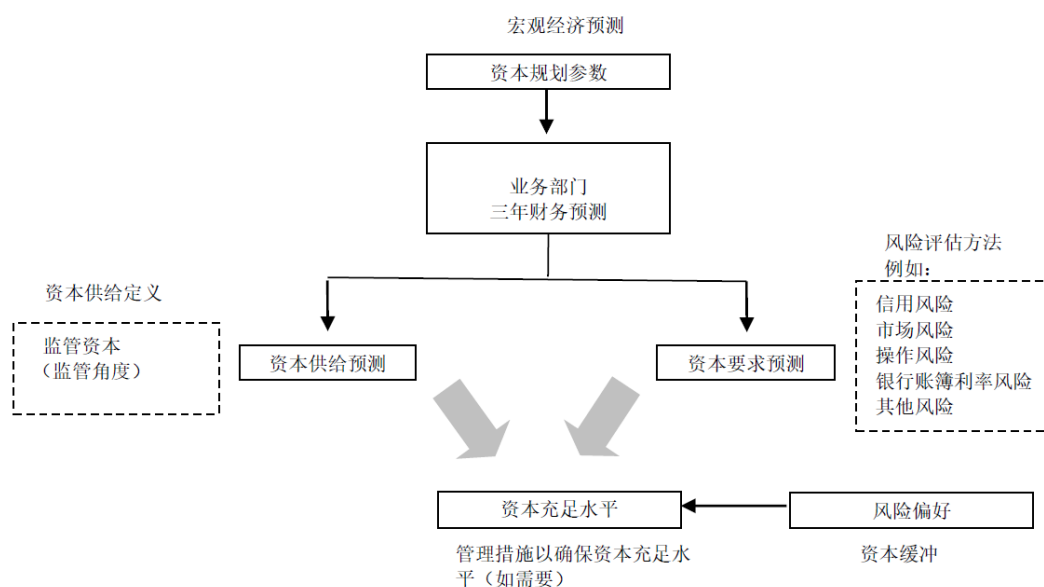 宏观经济预测
资本规划参数
业务部门
三年财务预测
风险评估方法
例如：
资本供给定义
信用风险
市场风险
操作风险
银行账簿利率风险
其他风险
监管资本
（监管角度）
资本供给预测
资本要求预测
资本充足水平
风险偏好
管理措施以确保资本充足水
平（如需要）
资本缓冲